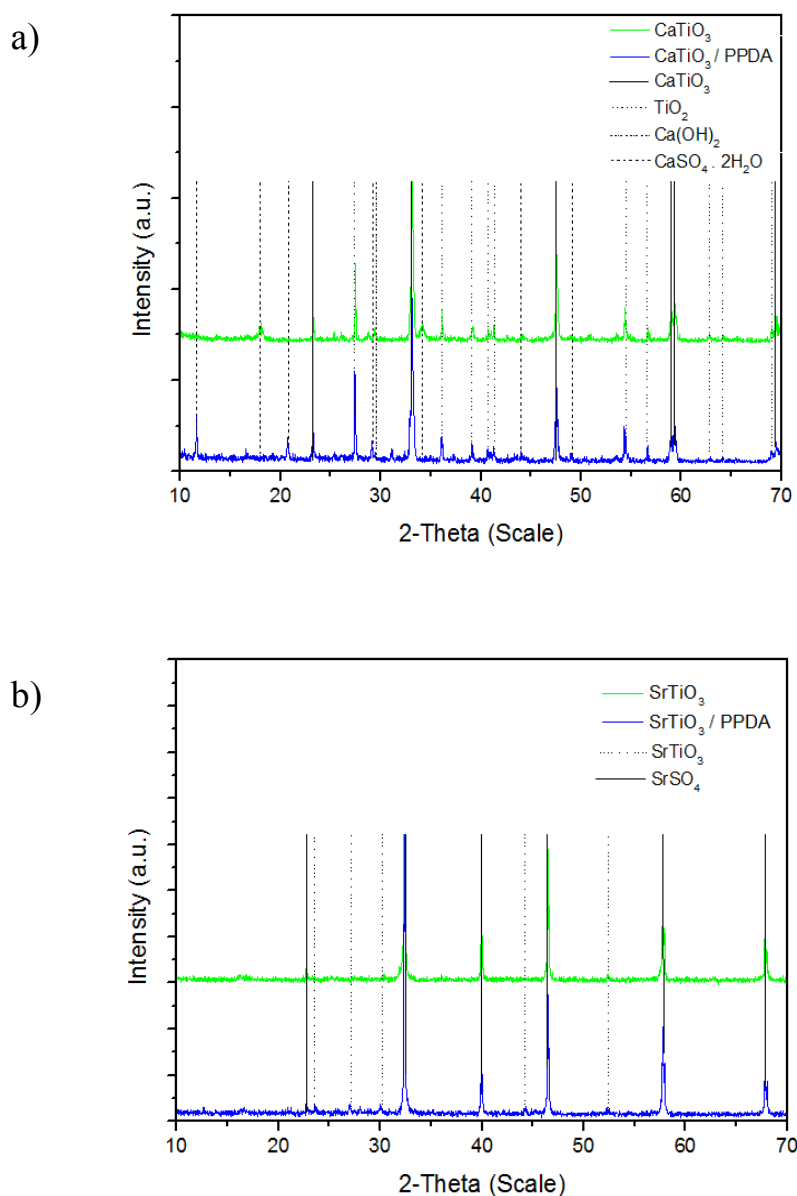 a)
CaTiO₃
CaTiO₃ / PPDA
CaTiO₃
TiO₂
Ca(OH)₂
CaSO₄ . 2H₂O
Intensity (a.u.)
10 20 30 40 50 60 70
2-Theta (Scale)
b)
SrTiO₃
SrTiO₃ / PPDA
SrTiO₃
SrSO₄
Intensity (a.u.)
10 20 30 40 50 60 70
2-Theta (Scale)